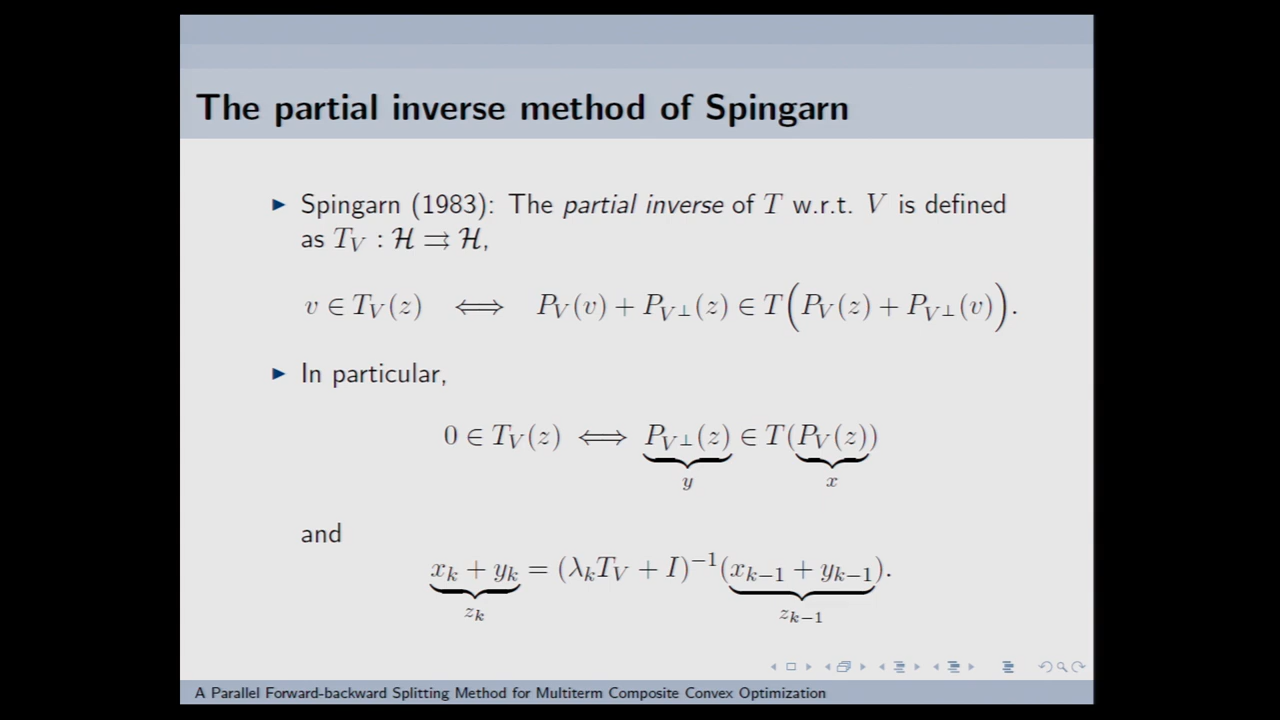 The partial inverse method of Spingarn
▶ Spingarn (1983): The partial inverse of T w.r.t. V is defined
as T_V : ℋ ⇉ ℋ,
v ∈ T_V(z) ⟺ P_V(v) + P_{V⊥}(z) ∈ T(P_V(z) + P_{V⊥}(v)).
▶ In particular,
0 ∈ T_V(z) ⟺ P_{V⊥}(z) ∈ T(P_V(z))
y x
and
x_k + y_k = (λ_k T_V + I)^{−1}(x_{k−1} + y_{k−1}).
z_k z_{k−1}
A Parallel Forward-backward Splitting Method for Multiterm Composite Convex Optimization